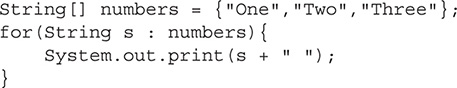 String[] numbers = {"One","Two","Three"};
for(String s : numbers){
    System.out.print(s + " ");
}